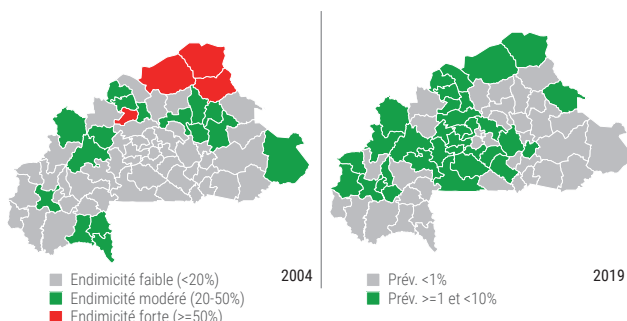 Endimicité faible (<20%)
2004
Endimicité modéré (20-50%)
Endimicité forte (>=50%)
Prév. <1%
2019
Prév. >=1 et <10%